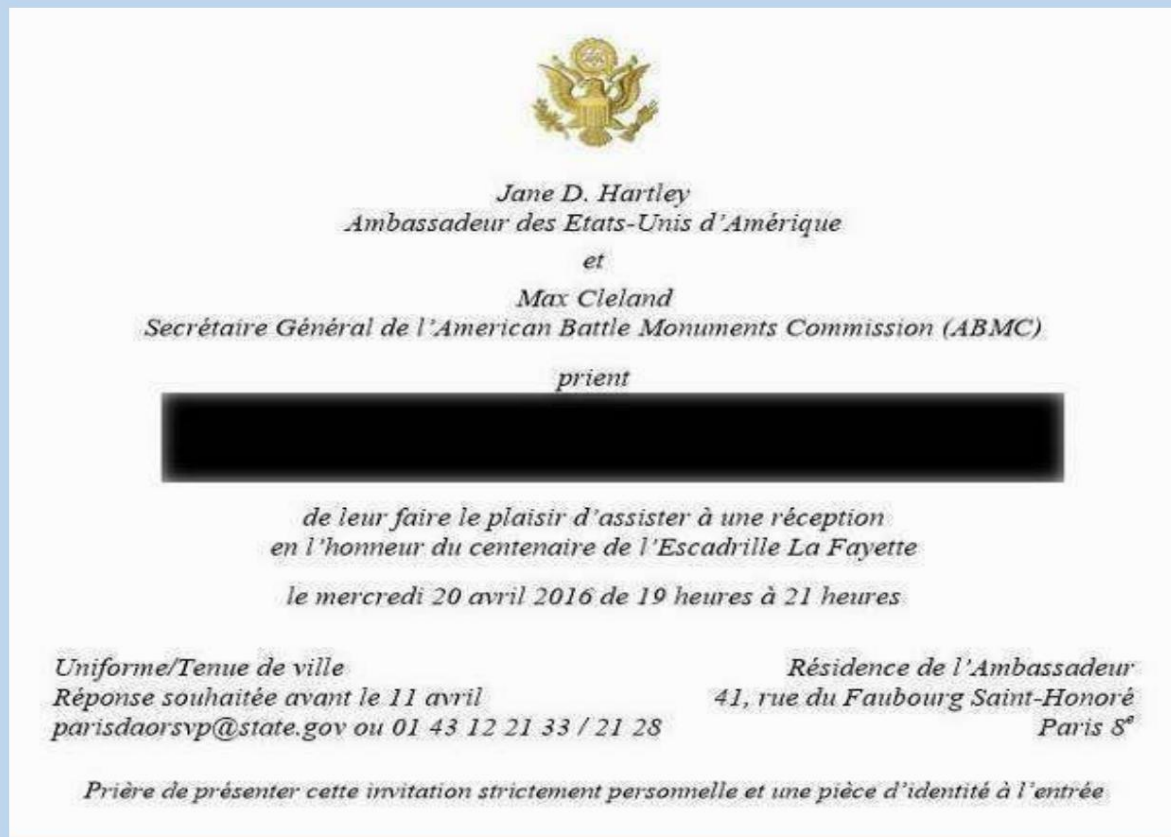 Jane D. Hartley
Ambassadeur des Etats-Unis d'Amérique
et
Max Cleland
Secrétaire Général de l'American Battle Monuments Commission (ABMC)
prient
de leur faire le plaisir d'assister à une réception
en l'honneur du centenaire de l'Escadrille La Fayette
le mercredi 20 avril 2016 de 19 heures à 21 heures
Uniforme/Tenue de ville
Réponse souhaitée avant le 11 avril
parisdaorsvp@state.gov ou 01 43 12 21 33 / 21 28
Résidence de l'Ambassadeur
41, rue du Faubourg Saint-Honoré
Paris 8e
Prière de présenter cette invitation strictement personnelle et une pièce d'identité à l'entrée